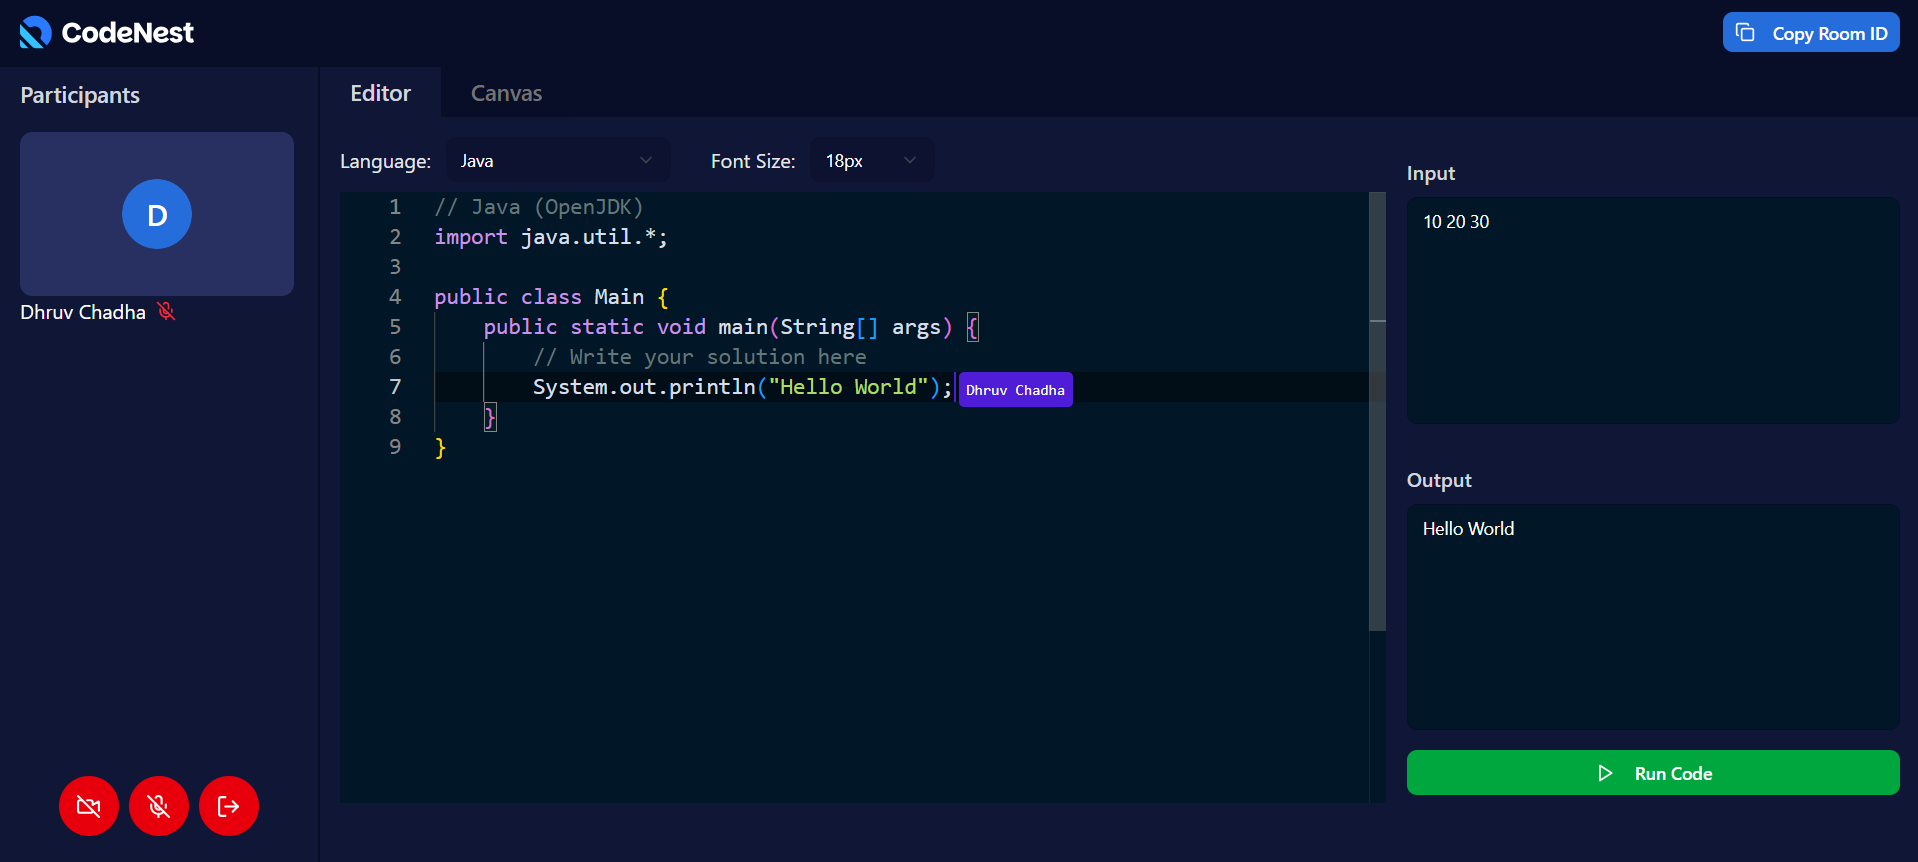 CodeNest
Copy Room ID
Participants
D
Dhruv Chadha
Editor
Canvas
Language:
Java
Font Size:
18px
1 // Java (OpenJDK)
2 import java.util.*;
3
4 public class Main {
5 public static void main(String[] args) {
6 // Write your solution here
7 System.out.println("Hello World");
Dhruv Chadha
8 }
9 }
Input
10 20 30
Output
Hello World
Run Code